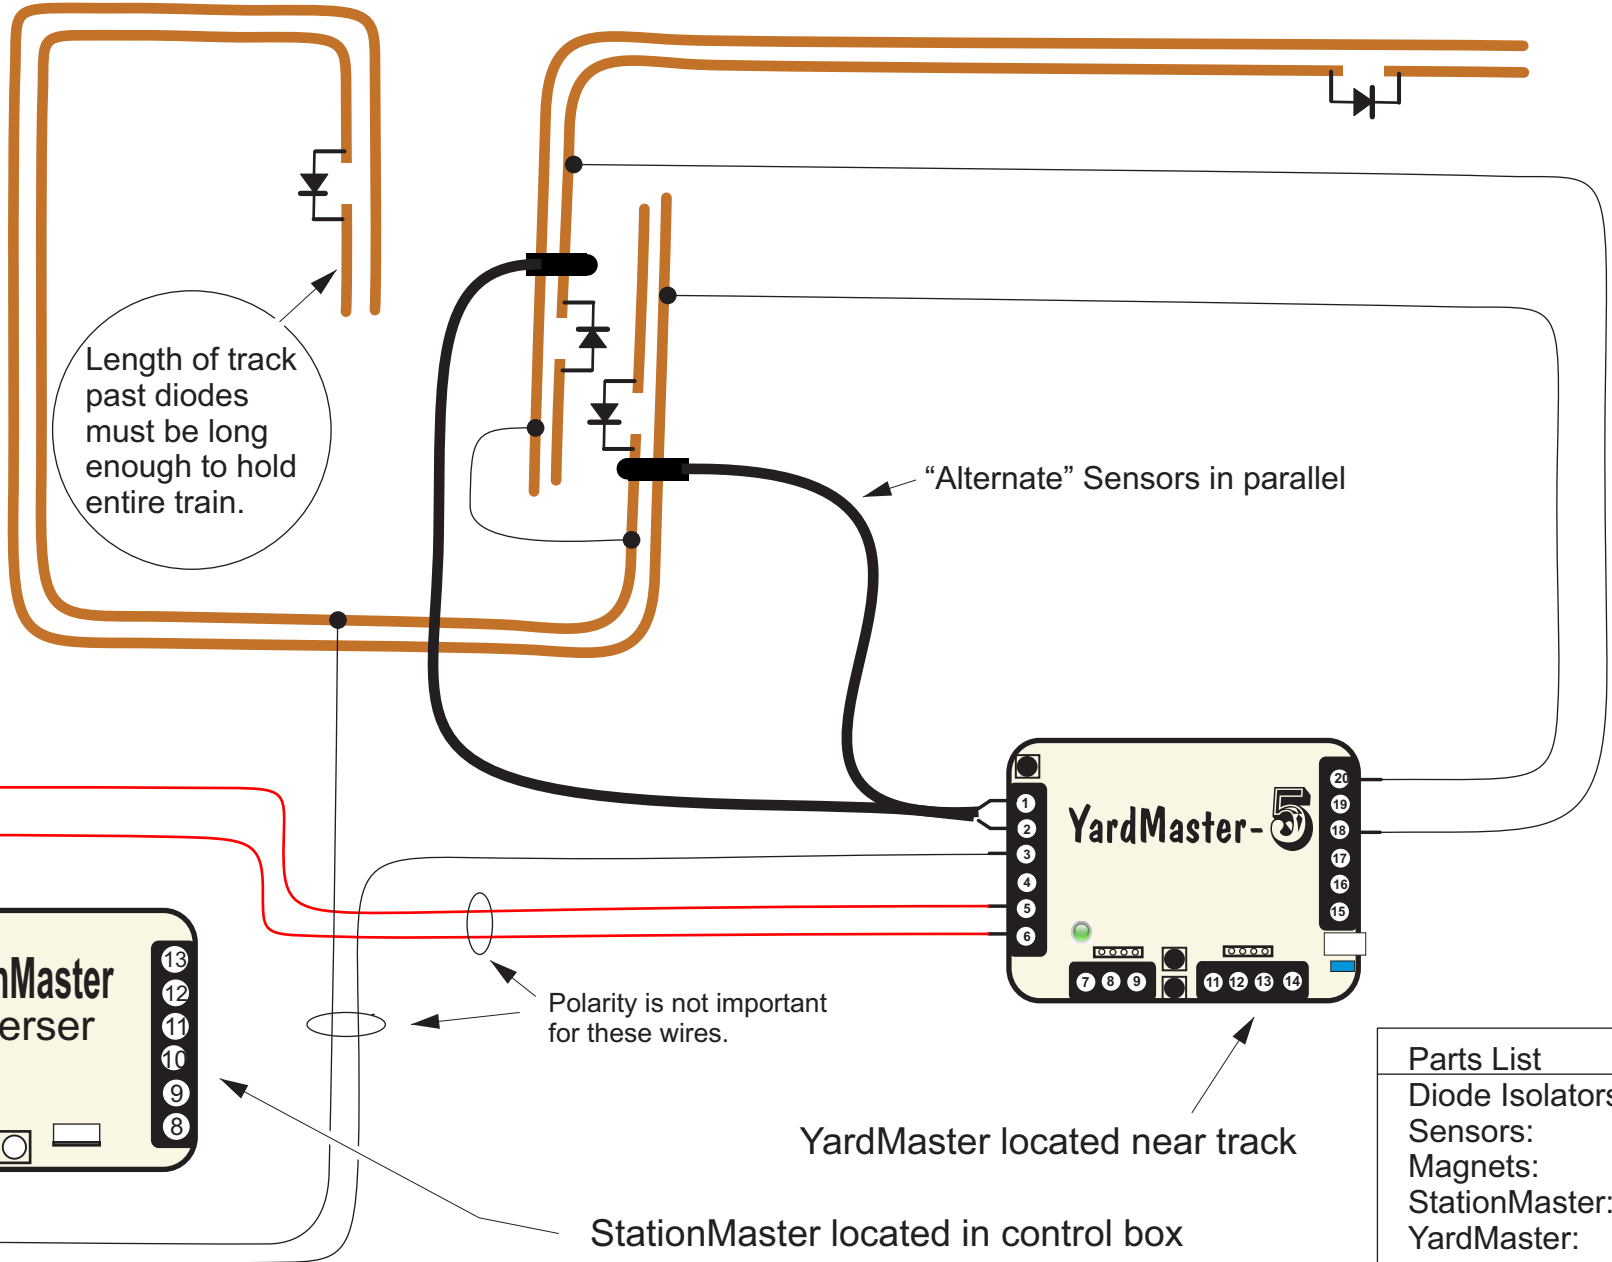 Length of track
past diodes
must be long
enough to hold
entire train.
“Alternate” Sensors in parallel
YardMaster-5
1
2
3
4
5
6
7 8 9
11 12 13 14
20
19
18
17
16
15
nMaster
erser
13
12
11
10
9
8
Polarity is not important
for these wires.
YardMaster located near track
StationMaster located in control box
Parts List
Diode Isolators
Sensors:
Magnets:
StationMaster:
YardMaster: